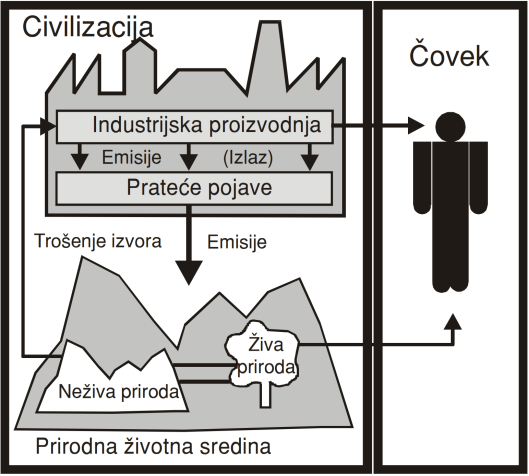 Civilizacija
Čovek
Industrijska proizvodnja
Emisije (Izlaz)
Prateće pojave
Trošenje izvora
Emisije
Živa
priroda
Neživa priroda
Prirodna životna sredina